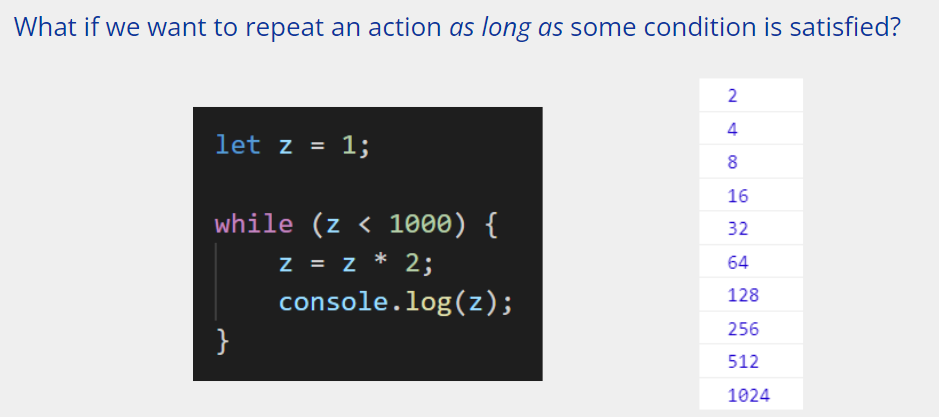 What if we want to repeat an action as long as some condition is satisfied?
let z = 1;
while (z < 1000) {
    z = z * 2;
    console.log(z);
}
2
4
8
16
32
64
128
256
512
1024